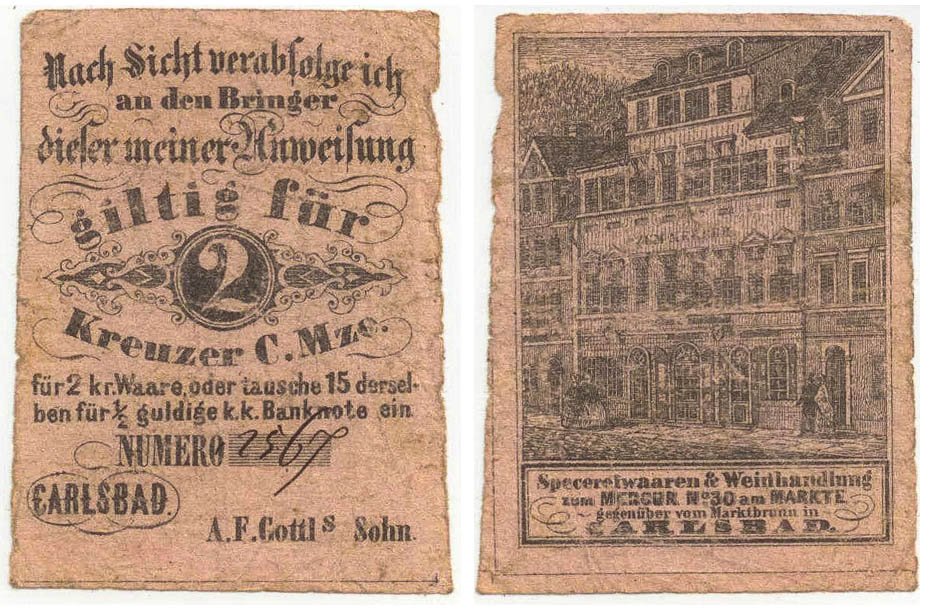 Nach Sicht verabfolge ich
an den Bringer
dieser meiner Anweisung
giltig für
2
Kreuzer C. Mze.
für 2 kr. Waare, oder tausche 15 dersel-
ben für ½ guldige k.k. Banknote ein
NUMERO 2567
CARLSBAD.
A. F. Gottl s Sohn.
Specereiwaaren & Weinhandlung
zum MERCUR No 30 am MARKTE
gegenüber vom Marktbrunn in
CARLSBAD.